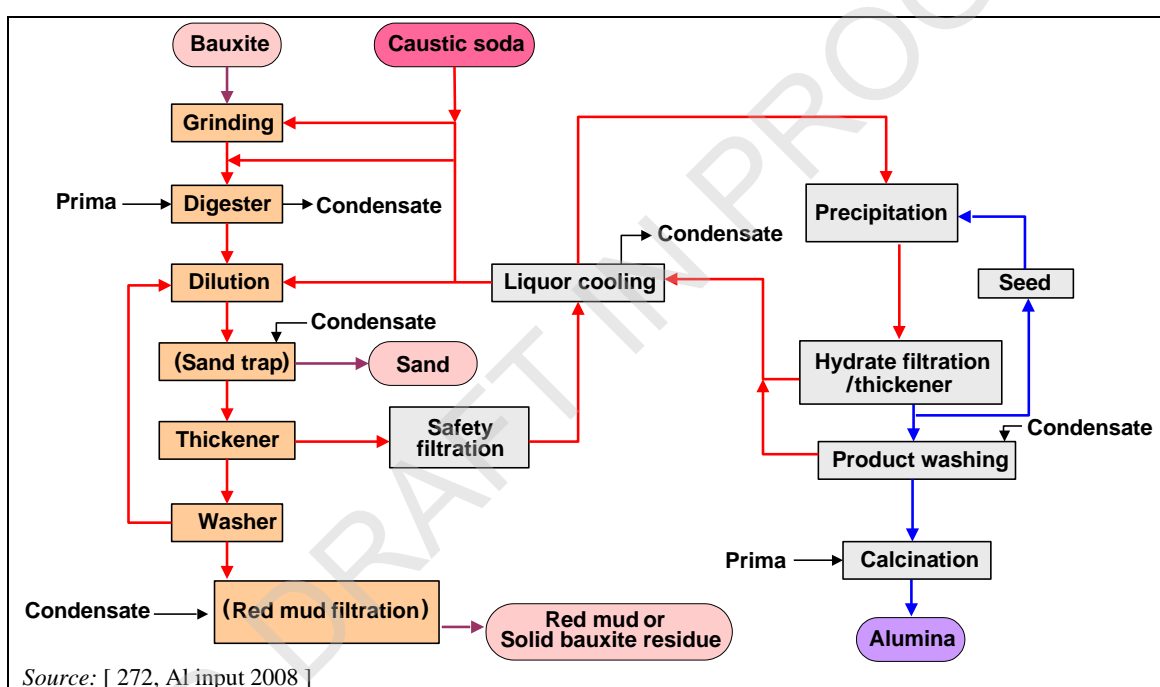 Bauxite
Caustic soda
Grinding
Prima
Digester
Condensate
Precipitation
Condensate
Dilution
Liquor cooling
Seed
Condensate
(Sand trap)
Sand
Hydrate filtration
/thickener
Thickener
Safety
filtration
Condensate
Product washing
Washer
Prima
Calcination
Condensate
(Red mud filtration)
Red mud or
Solid bauxite residue
Alumina
Source: [ 272, Al input 2008 ]
DRAFT IN PROG